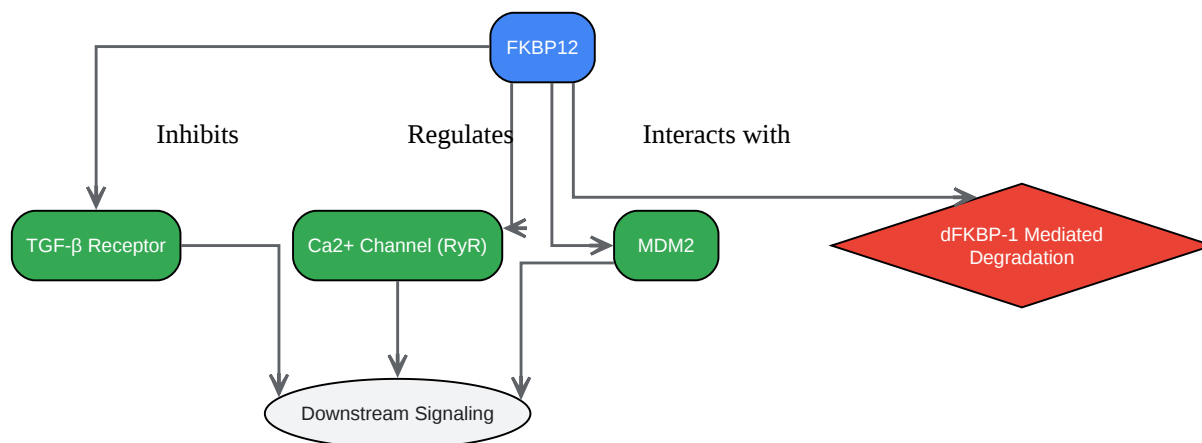 FKBP12
Inhibits
Regulates
Interacts with
TGF-β Receptor
Ca2+ Channel (RyR)
MDM2
dFKBP-1 Mediated
Degradation
Downstream Signaling